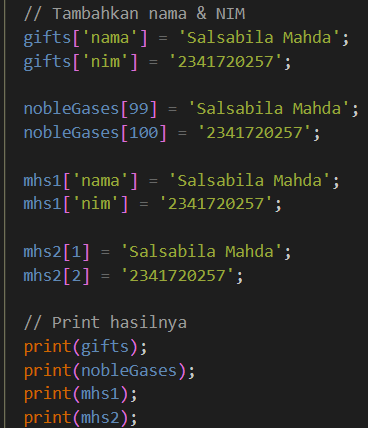 // Tambahkan nama & NIM
gifts['nama'] = 'Salsabila Mahda';
gifts['nim'] = '2341720257';
nobleGases[99] = 'Salsabila Mahda';
nobleGases[100] = '2341720257';
mhs1['nama'] = 'Salsabila Mahda';
mhs1['nim'] = '2341720257';
mhs2[1] = 'Salsabila Mahda';
mhs2[2] = '2341720257';
// Print hasilnya
print(gifts);
print(nobleGases);
print(mhs1);
print(mhs2);